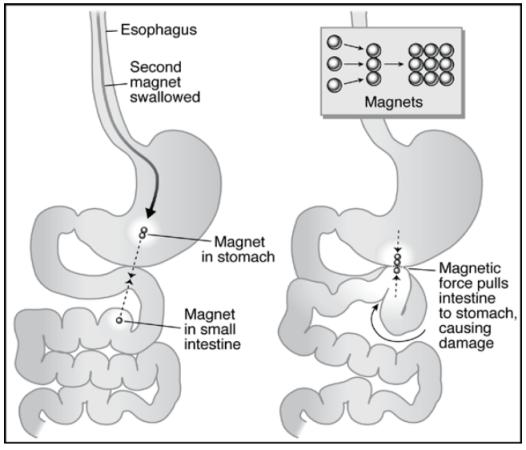 Esophagus
Second
magnet
swallowed
Magnet
in stomach
Magnet
in small
intestine
Magnets
Magnetic
force pulls
intestine
to stomach,
causing
damage